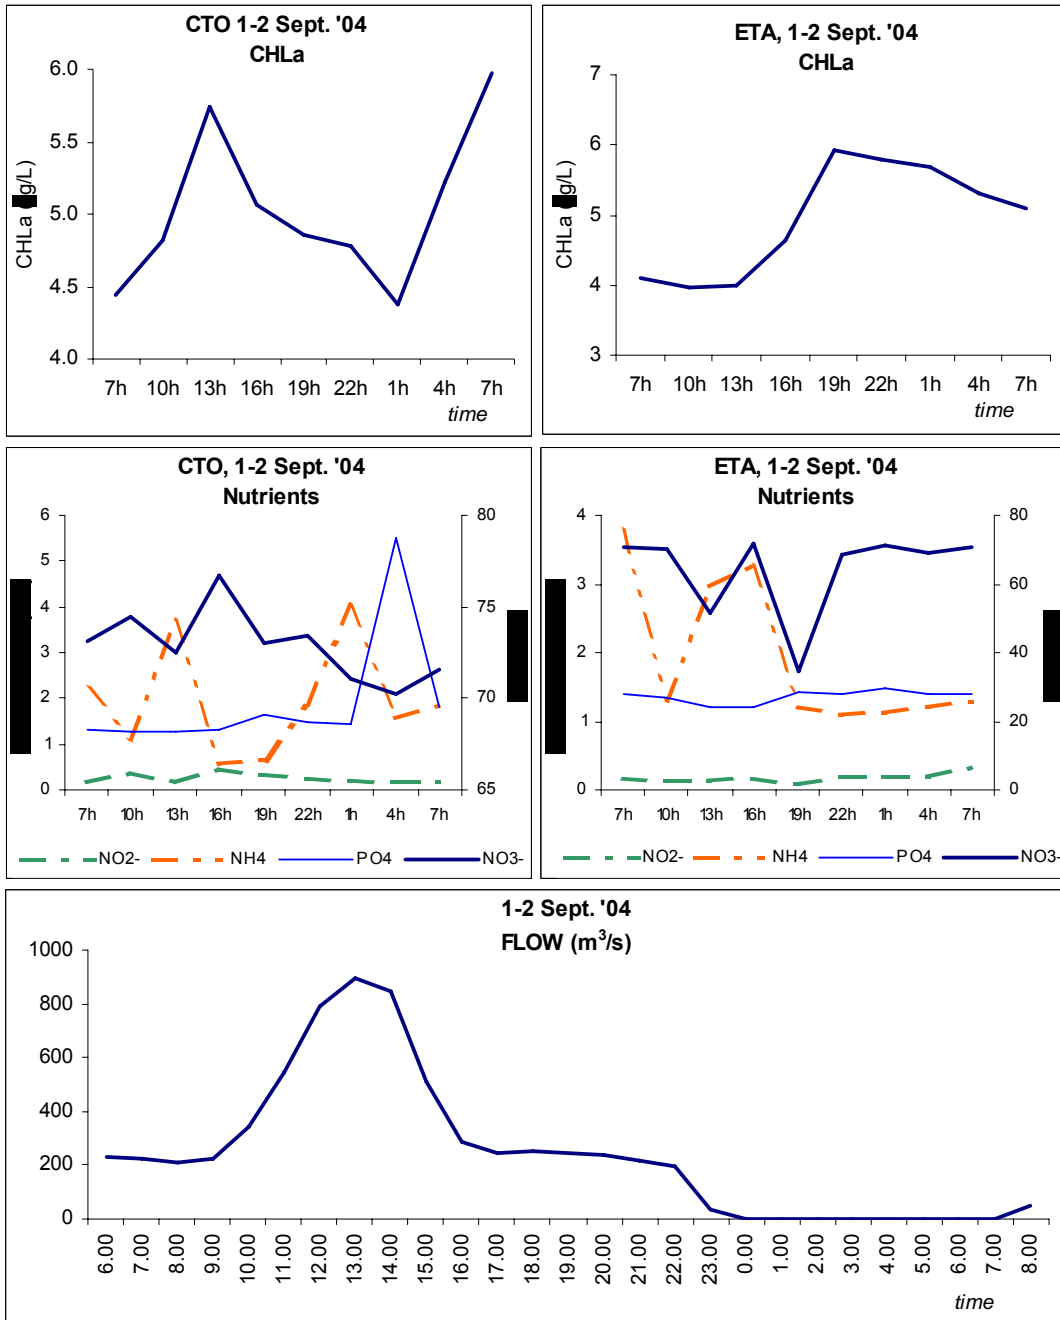 CTO 1-2 Sept. '04
CHLa
6.0
5.5
5.0
4.5
4.0
CHLa ( g/L)
7h 10h 13h 16h 19h 22h 1h 4h 7h
time
ETA, 1-2 Sept. '04
CHLa
7
6
5
4
3
CHLa ( g/L)
7h 10h 13h 16h 19h 22h 1h 4h 7h
time
CTO, 1-2 Sept. '04
Nutrients
6
5
4
3
2
1
0
80
75
70
65
7h 10h 13h 16h 19h 22h 1h 4h 7h
NO2- NH4 PO4 NO3-
ETA, 1-2 Sept. '04
Nutrients
4
3
2
1
0
80
60
40
20
0
7h 10h 13h 16h 19h 22h 1h 4h 7h
NO2- NH4 PO4 NO3-
1-2 Sept. '04
FLOW (m³/s)
1000
800
600
400
200
0
6.00 7.00 8.00 9.00 10.00 11.00 12.00 13.00 14.00 15.00 16.00 17.00 18.00 19.00 20.00 21.00 22.00 23.00 0.00 1.00 2.00 3.00 4.00 5.00 6.00 7.00 8.00
time